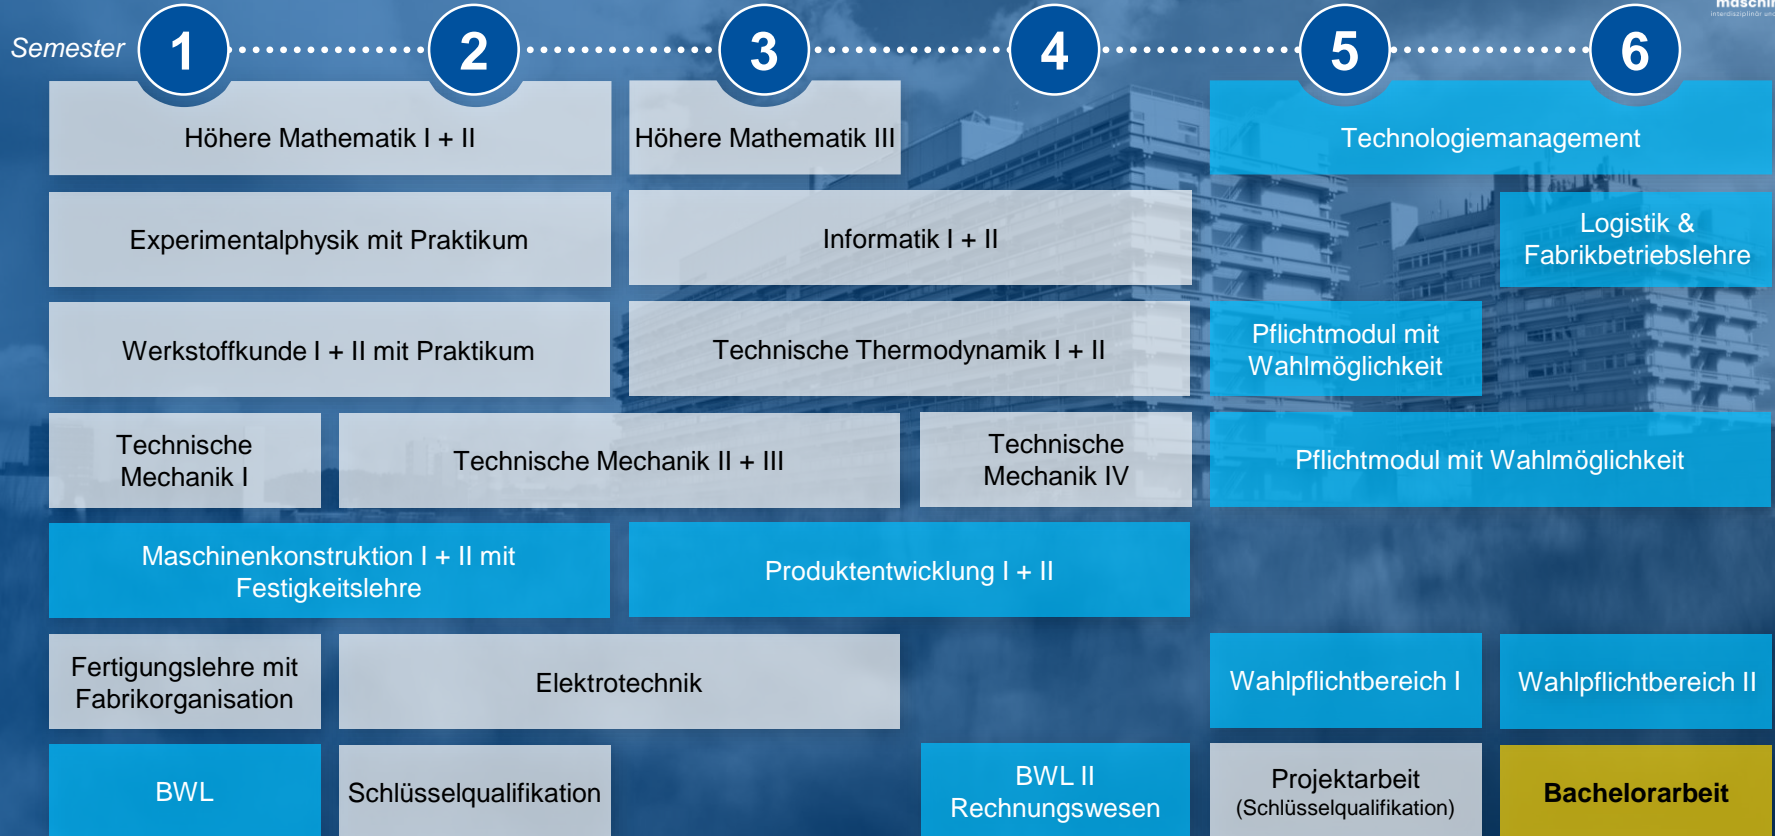 maschin
interdisziplinär und
Semester
1
2
3
4
5
6
Höhere Mathematik I + II
Höhere Mathematik III
Technologiemanagement
Experimentalphysik mit Praktikum
Informatik I + II
Logistik &
Fabrikbetriebslehre
Werkstoffkunde I + II mit Praktikum
Technische Thermodynamik I + II
Pflichtmodul mit
Wahlmöglichkeit
Technische
Mechanik I
Technische Mechanik II + III
Technische
Mechanik IV
Pflichtmodul mit Wahlmöglichkeit
Maschinenkonstruktion I + II mit
Festigkeitslehre
Produktentwicklung I + II
Fertigungslehre mit
Fabrikorganisation
Elektrotechnik
Wahlpflichtbereich I
Wahlpflichtbereich II
BWL
Schlüsselqualifikation
BWL II
Rechnungswesen
Projektarbeit
(Schlüsselqualifikation)
Bachelorarbeit